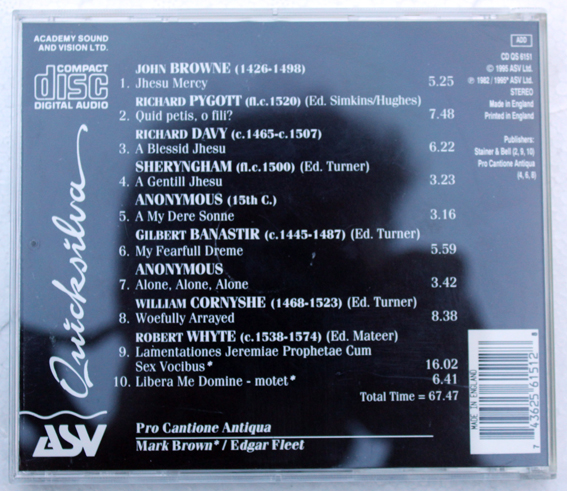 ACADEMY SOUND
AND VISION LTD.
COMPACT
disc
DIGITAL AUDIO
Quicksilva
ASV
JOHN BROWNE (1426-1498)
1. Jhesu Mercy 5.25
RICHARD PYGOTT (fl.c.1520) (Ed. Simkins/Hughes)
2. Quid petis, o fili? 7.48
RICHARD DAVY (c.1465-c.1507)
3. A Blessid Jhesu 6.22
SHERYNGHAM (fl.c.1500) (Ed. Turner)
4. A Gentill Jhesu 3.23
ANONYMOUS (15th C.)
5. A My Dere Sonne 3.16
GILBERT BANASTIR (c.1445-1487) (Ed. Turner)
6. My Fearfull Dreme 5.59
ANONYMOUS
7. Alone, Alone, Alone 3.42
WILLIAM CORNYSHE (1468-1523) (Ed. Turner)
8. Woefully Arrayed 8.38
ROBERT WHYTE (c.1538-1574) (Ed. Mateer)
9. Lamentationes Jeremiae Prophetae Cum
Sex Vocibus* 16.02
10. Libera Me Domine - motet* 6.41
Total Time = 67.47
Pro Cantione Antiqua
Mark Brown* / Edgar Fleet
ADD
CD QS 6151
© 1995 ASV Ltd.
℗ 1982 / 1990* ASV Ltd.
STEREO
Made in England
Printed in England
Publishers:
Stainer & Bell (2, 9, 10)
Pro Cantione Antiqua
(4, 6, 8)
MADE IN ENGLAND
7 43625 61512 8